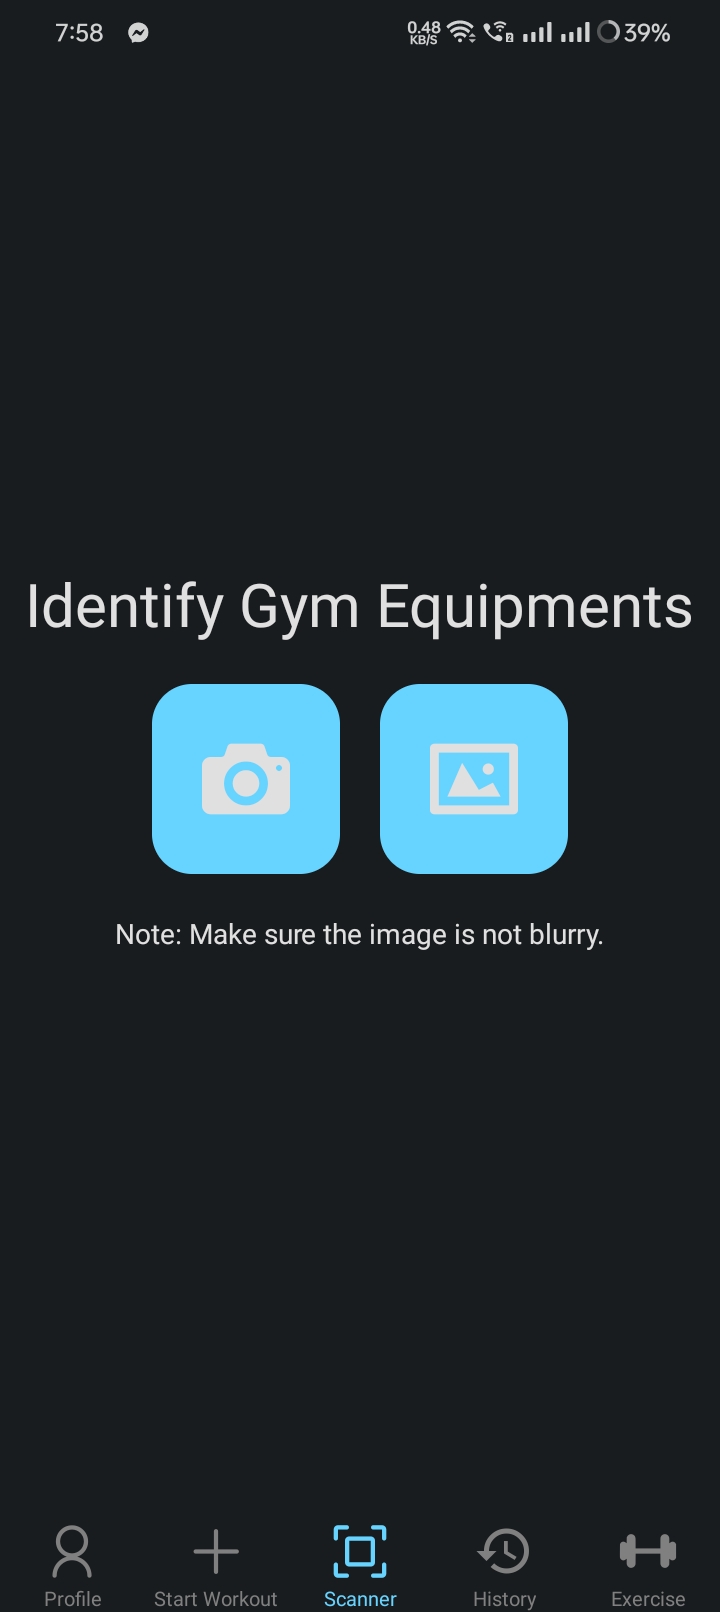 7:58
0.48
KB/S
2
39%
Identify Gym Equipments
Note: Make sure the image is not blurry.
Profile
Start Workout
Scanner
History
Exercise